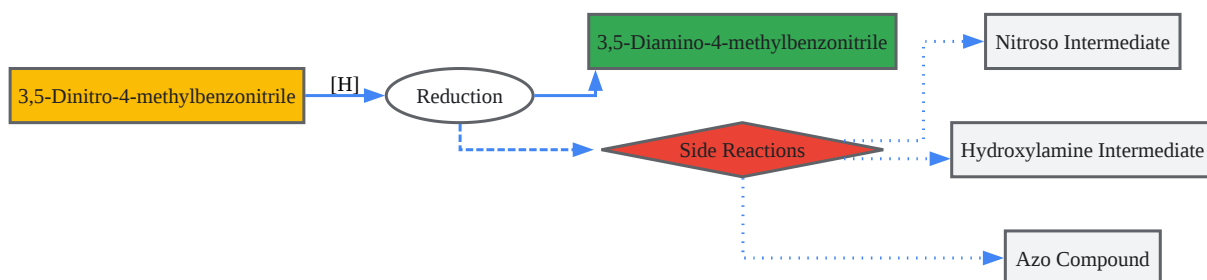 3,5-Dinitro-4-methylbenzonitrile
[H]
Reduction
3,5-Diamino-4-methylbenzonitrile
Side Reactions
Nitroso Intermediate
Hydroxylamine Intermediate
Azo Compound